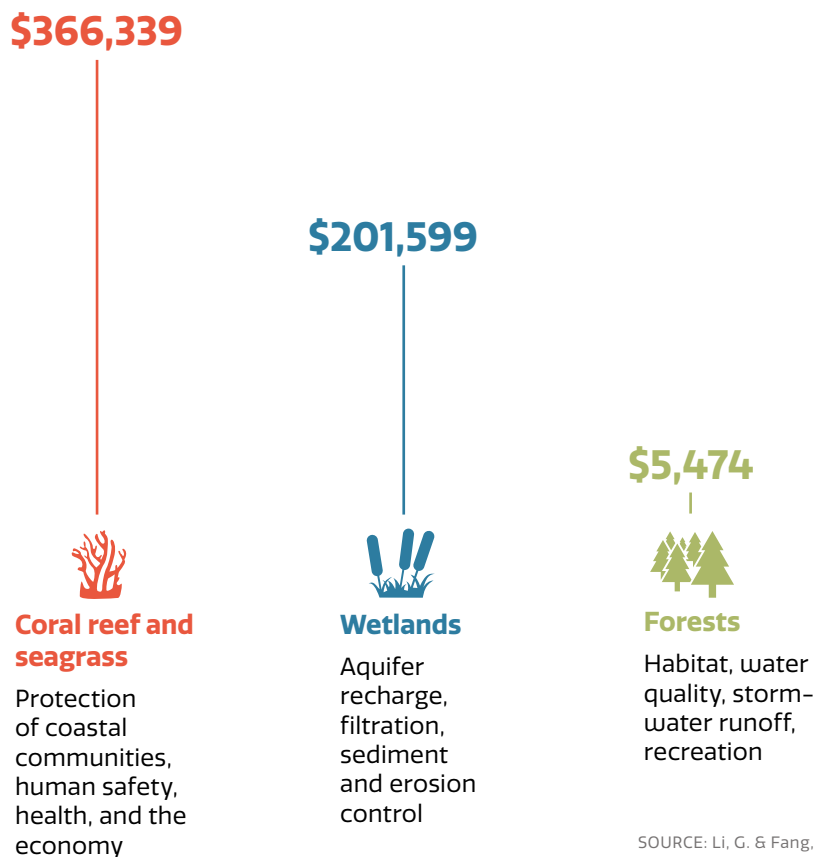 $366,339
$201,599
$5,474
Coral reef and
seagrass
Protection
of coastal
communities,
human safety,
health, and the
economy
Wetlands
Aquifer
recharge,
filtration,
sediment
and erosion
control
Forests
Habitat, water
quality, storm-
water runoff,
recreation
SOURCE: Li, G. & Fang,